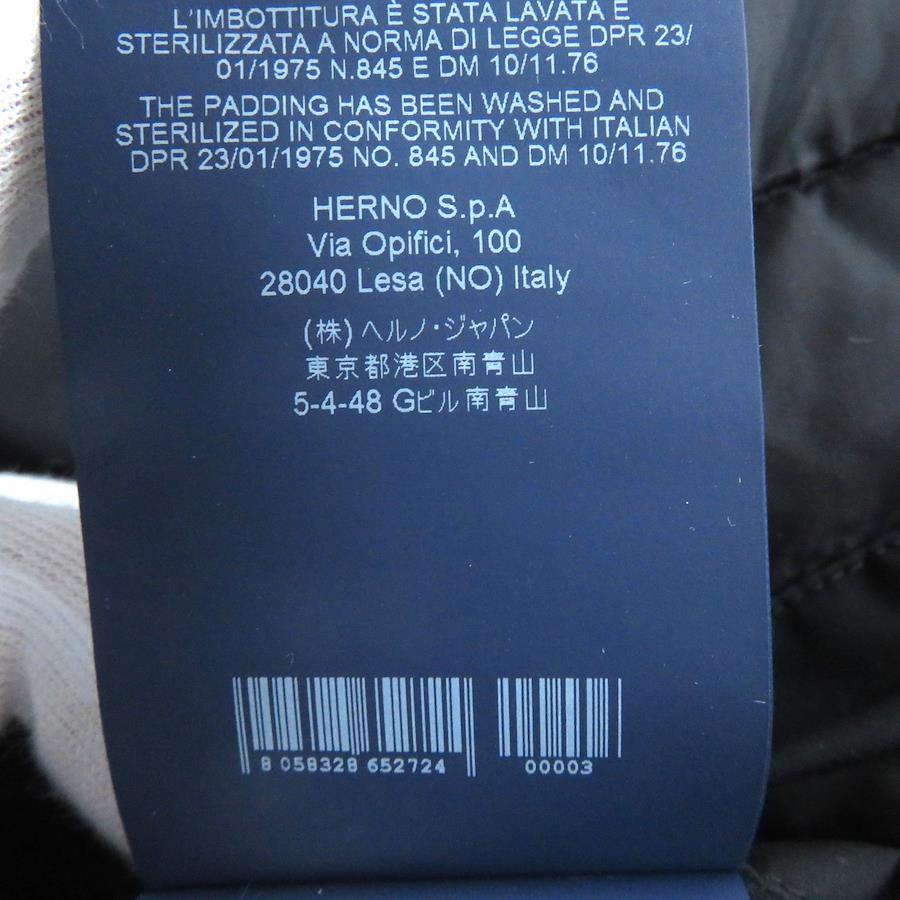 L'IMBOTTITURA È STATA LAVATA E
STERILIZZATA A NORMA DI LEGGE DPR 23/
01/1975 N.845 E DM 10/11.76
THE PADDING HAS BEEN WASHED AND
STERILIZED IN CONFORMITY WITH ITALIAN
DPR 23/01/1975 NO. 845 AND DM 10/11.76
HERNO S.p.A
Via Opifici, 100
28040 Lesa (NO) Italy
(株)ヘルノ・ジャパン
東京都港区南青山
5-4-48 Gビル南青山
8 058328 652724 00003